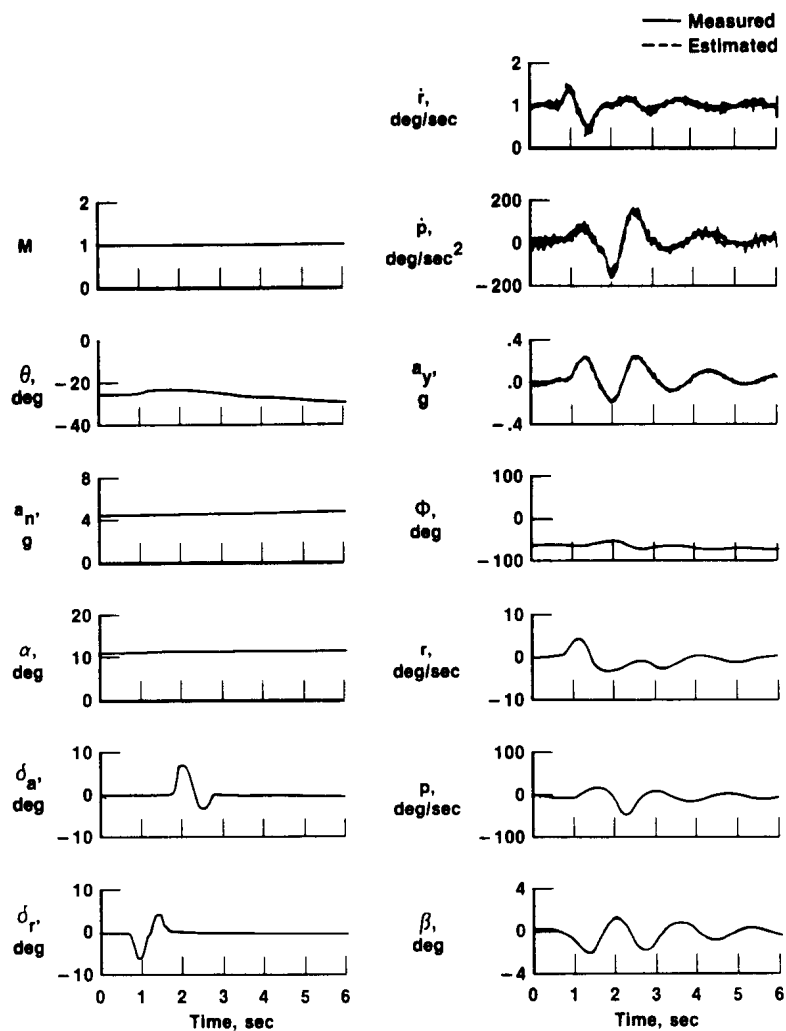 Measured
Estimated
2
ṙ,
1
deg/sec
0
2
M
1
0
200
ṗ,
0
deg/sec2
−200
0
θ,
−20
deg
−40
.4
ay,
.0
g
−.4
8
an,
4
g
0
100
Φ,
0
deg
−100
20
α,
10
deg
0
10
r,
0
deg/sec
−10
10
δa,
0
deg
−10
100
p,
0
deg/sec
−100
10
δr,
0
deg
−10
0 1 2 3 4 5 6
Time, sec
4
β,
0
deg
−4
0 1 2 3 4 5 6
Time, sec